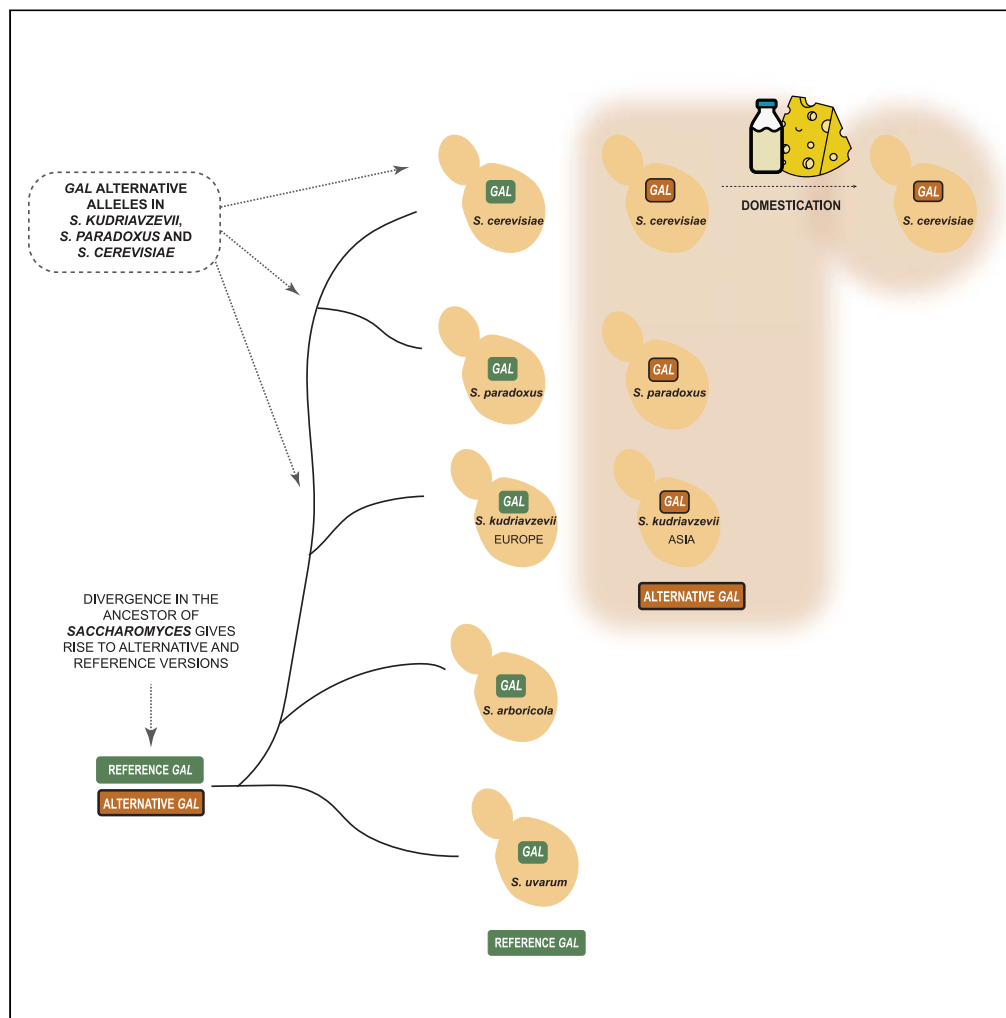 GAL ALTERNATIVE
ALLELES IN
S. KUDRIAVZEVII,
S. PARADOXUS AND
S. CEREVISIAE
GAL
S. cerevisiae
GAL
S. cerevisiae
DOMESTICATION
GAL
S. cerevisiae
GAL
S. paradoxus
GAL
S. paradoxus
GAL
S. kudriavzevii
EUROPE
GAL
S. kudriavzevii
ASIA
ALTERNATIVE GAL
DIVERGENCE IN THE
ANCESTOR OF
SACCHAROMYCES GIVES
RISE TO ALTERNATIVE AND
REFERENCE VERSIONS
GAL
S. arboricola
REFERENCE GAL
ALTERNATIVE GAL
GAL
S. uvarum
REFERENCE GAL